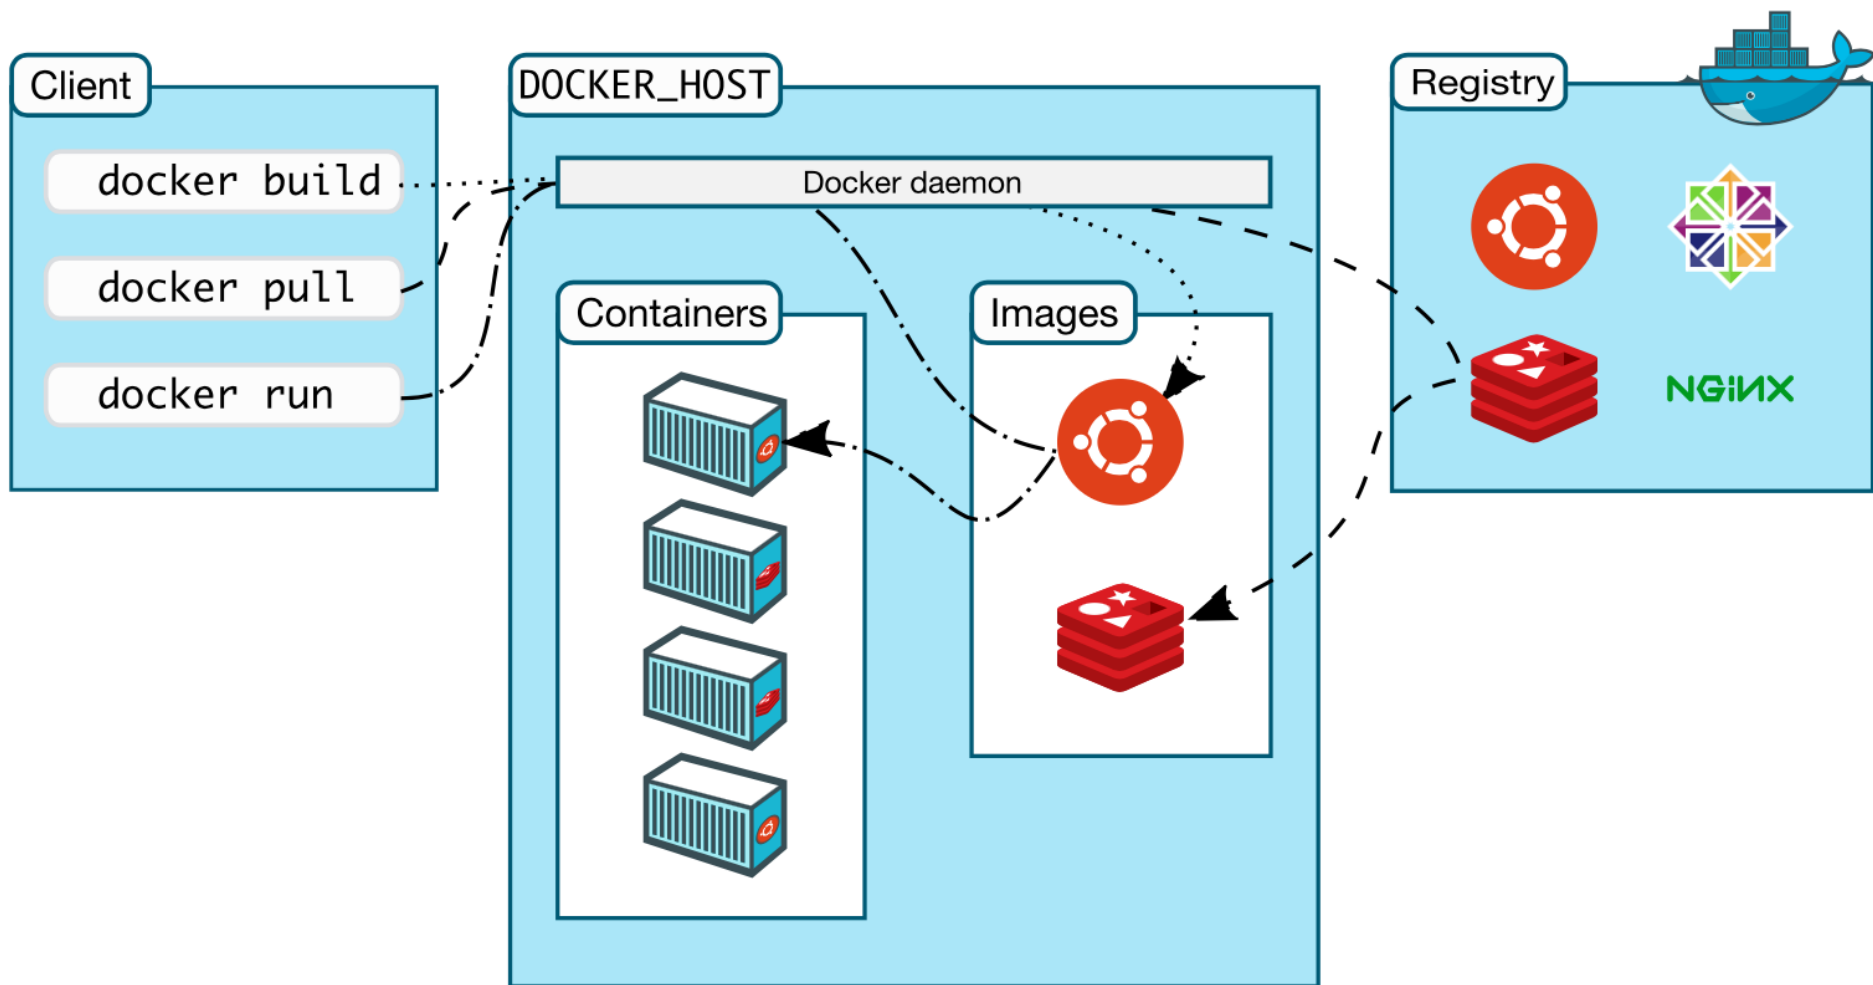 Client
docker build
docker pull
docker run
DOCKER_HOST
Docker daemon
Containers
Images
Registry
NGiNX